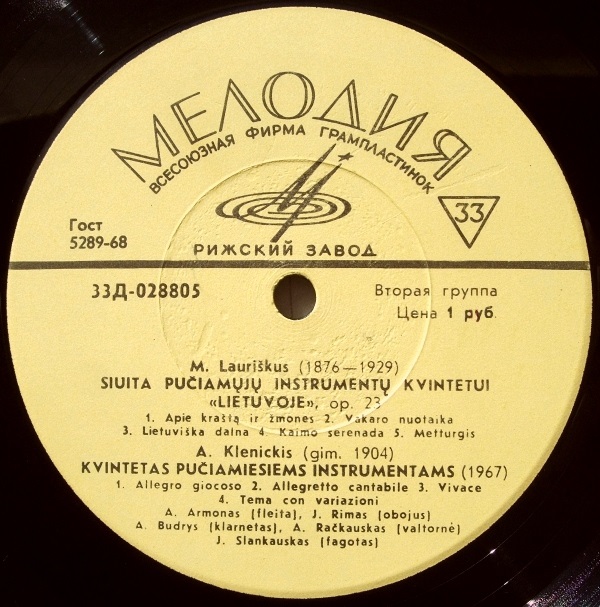 МЕЛОДИЯ
ВСЕСОЮЗНАЯ ФИРМА ГРАМПЛАСТИНОК
33
Гост
5289-68
РИЖСКИЙ ЗАВОД
33Д-028805
Вторая группа
Цена 1 руб.
M. Lauriškus (1876—1929)
SIUITA PUČIAMŲJŲ INSTRUMENTŲ KVINTETUI
«LIETUVOJE», op. 23
1. Apie kraštą ir žmones 2. Vakaro nuotaika
3. Lietuviška daina 4. Kaimo serenada 5. Metturgis
A. Klenickis (gim. 1904)
KVINTETAS PUČIAMIESIEMS INSTRUMENTAMS (1967)
1. Allegro giocoso 2. Allegretto cantabile 3. Vivace
4. Tema con variazioni
A. Armonas (fleita), J. Rimas (obojus)
A. Budrys (klarnetas), A. Račkauskas (valtornė)
J. Slankauskas (fagotas)